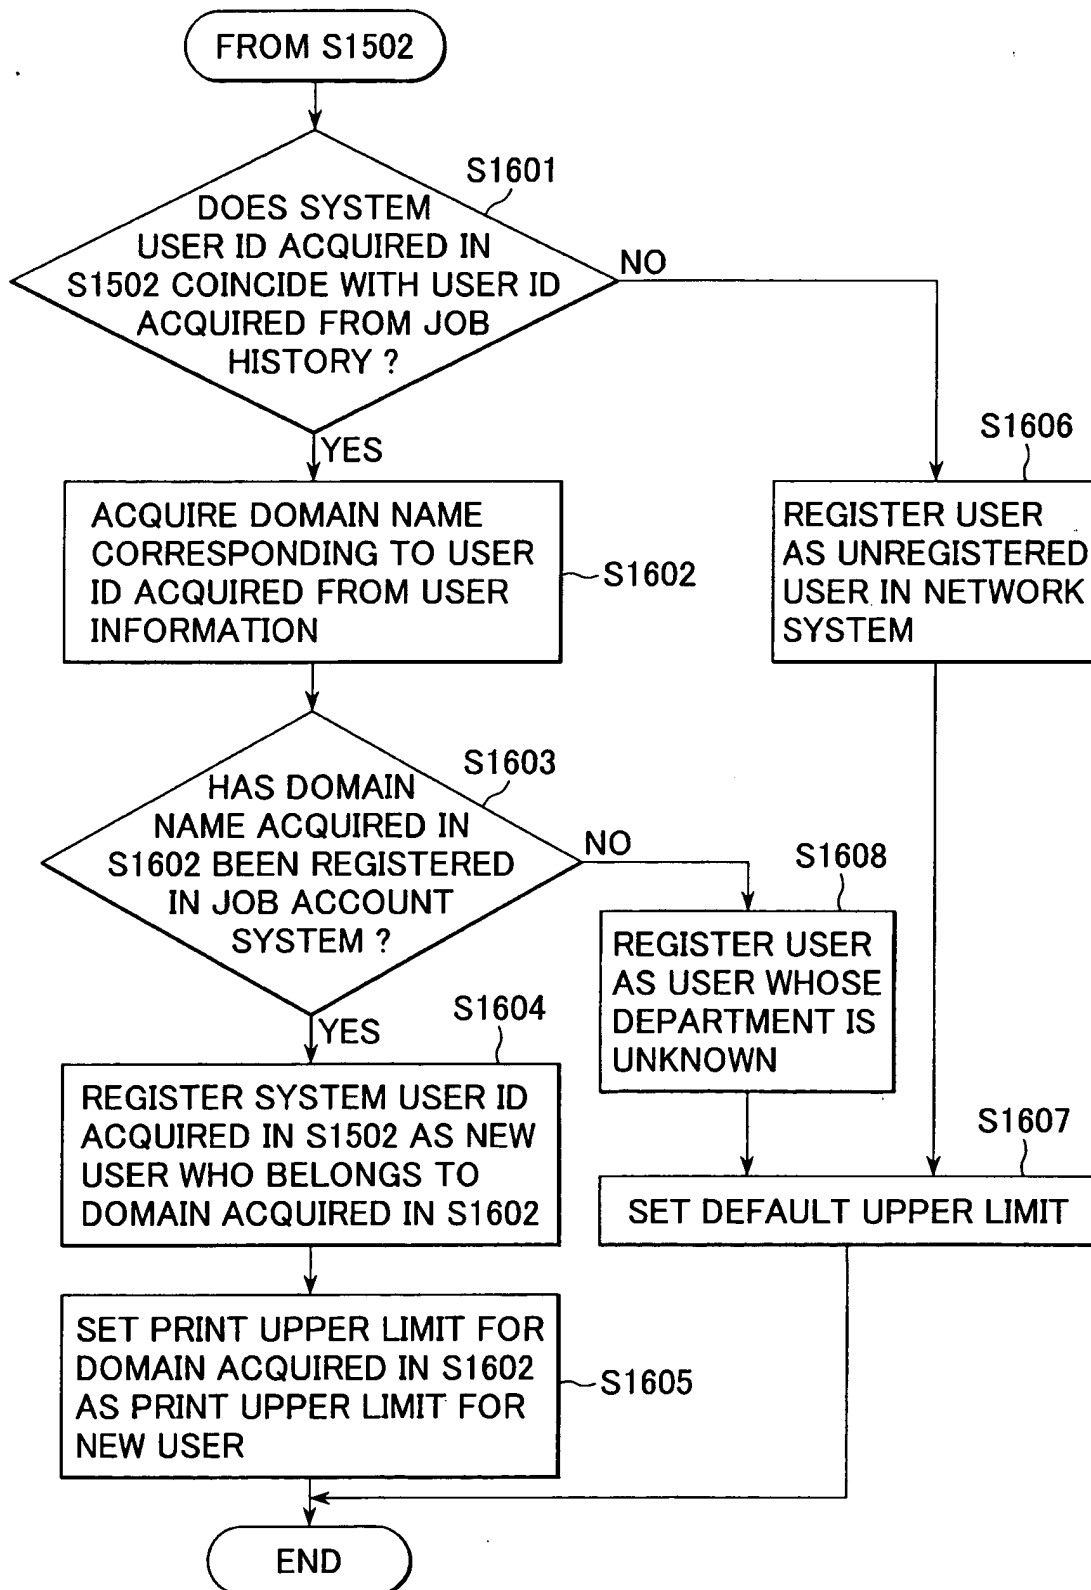 FROM S1502
S1601
DOES SYSTEM
USER ID ACQUIRED IN
S1502 COINCIDE WITH USER ID
ACQUIRED FROM JOB
HISTORY ?
NO
YES
S1606
REGISTER USER
AS UNREGISTERED
USER IN NETWORK
SYSTEM
ACQUIRE DOMAIN NAME
CORRESPONDING TO USER
ID ACQUIRED FROM USER
INFORMATION
S1602
S1603
HAS DOMAIN
NAME ACQUIRED IN
S1602 BEEN REGISTERED
IN JOB ACCOUNT
SYSTEM ?
NO
YES
S1608
REGISTER USER
AS USER WHOSE
DEPARTMENT IS
UNKNOWN
S1604
REGISTER SYSTEM USER ID
ACQUIRED IN S1502 AS NEW
USER WHO BELONGS TO
DOMAIN ACQUIRED IN S1602
S1607
SET DEFAULT UPPER LIMIT
SET PRINT UPPER LIMIT FOR
DOMAIN ACQUIRED IN S1602
AS PRINT UPPER LIMIT FOR
NEW USER
S1605
END